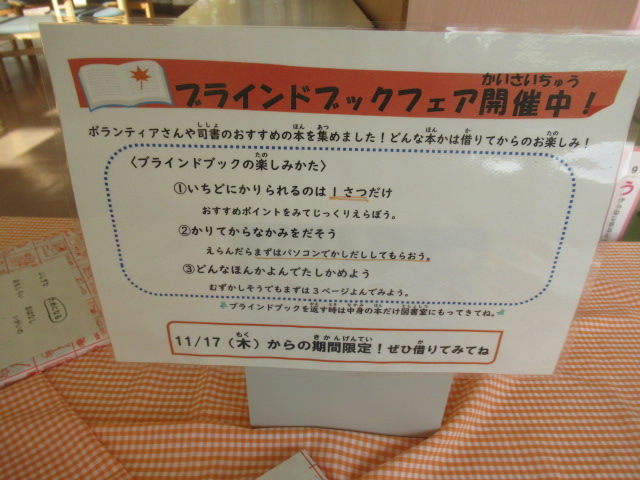 ブラインドブックフェア開催中！
ボランティアさんや司書のおすすめの本を集めました！どんな本かは借りてからのお楽しみ！
〈ブラインドブックの楽しみかた〉
①いちどにかりられるのは１さつだけ
おすすめポイントをみてじっくりえらぼう。
②かりてからなかみをだそう
えらんだらまずはパソコンでかしだししてもらおう。
③どんなほんかよんでたしかめよう
むずかしそうでもまずは３ページよんでみよう。
ブラインドブックを返す時は中身の本だけ図書室にもってきてね。
11/17（木）からの期間限定！ぜひ借りてみてね